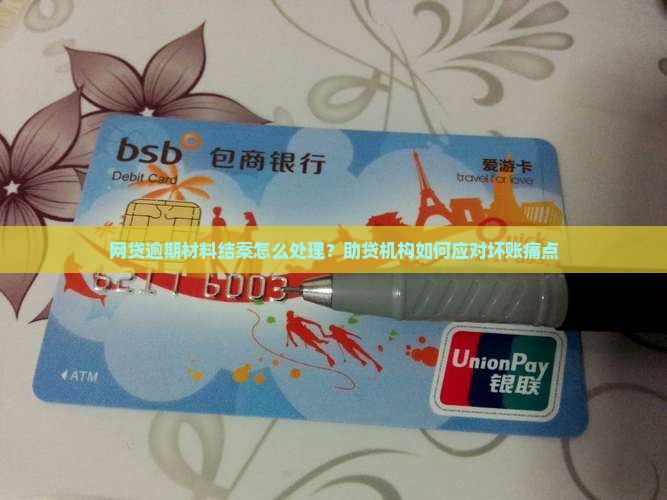 bsb 包商银行
Debit Card
爱游卡
travel for love
Quick
网贷逾期材料结案怎么处理？助贷机构如何应对坏账痛点
6217 6003
ATM
UnionPay
银联